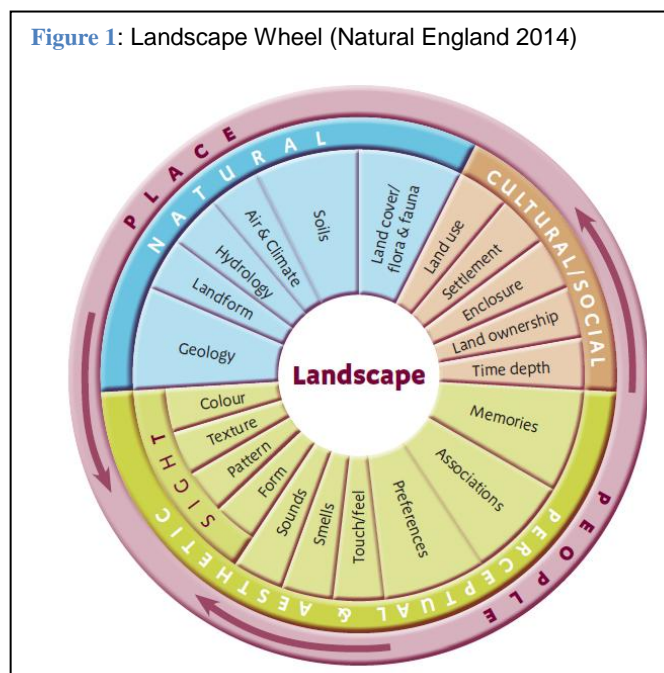 Figure 1: Landscape Wheel (Natural England 2014)
PLACE
NATURAL
CULTURAL/SOCIAL
PEOPLE
PERCEPTUAL & AESTHETIC
SIGHT
Landscape
Geology
Landform
Hydrology
Air & Climate
Soils
Land cover/
flora & fauna
Land use
Settlement
Enclosure
Land ownership
Time depth
Memories
Associations
Preferences
Touch/feel
Smells
Sounds
Form
Pattern
Texture
Colour